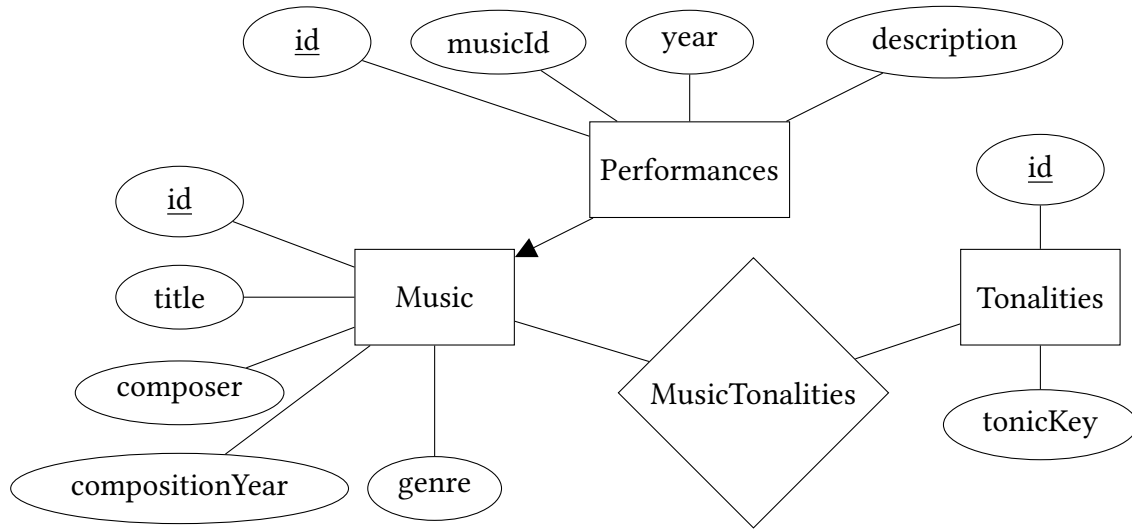 id
musicId
year
description
Performances
id
id
title
Music
Tonalities
composer
MusicTonalities
tonicKey
compositionYear
genre